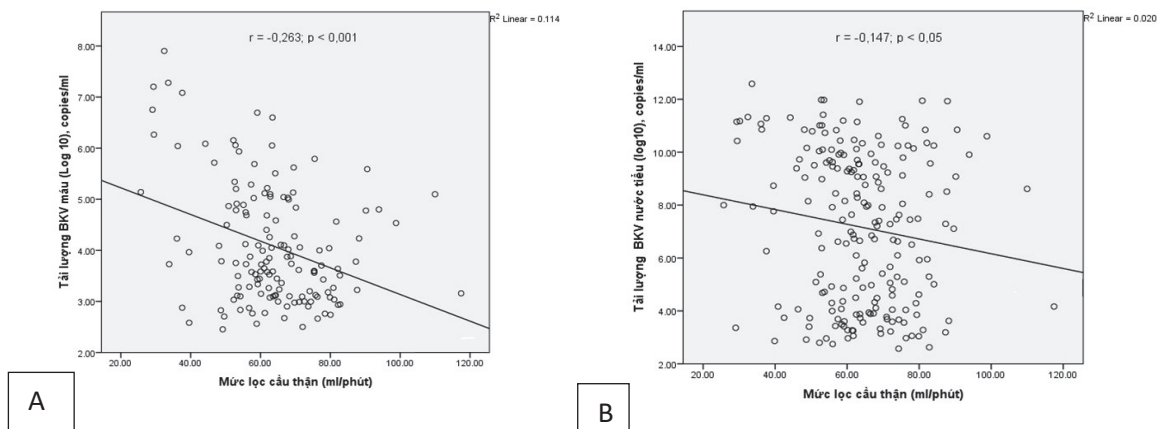 R² Linear = 0.114
r = -0,263; p < 0,001
8.00
7.00
6.00
5.00
4.00
3.00
2.00
20.00 40.00 60.00 80.00 100.00 120.00
Tải lượng BKV máu (Log 10), copies/ml
Mức lọc cầu thận (ml/phút)
A
R² Linear = 0.020
r = -0,147; p < 0,05
14.00
12.00
10.00
8.00
6.00
4.00
2.00
20.00 40.00 60.00 80.00 100.00 120.00
Tải lượng BKV nước tiểu (log10), copies/ml
Mức lọc cầu thận (ml/phút)
B